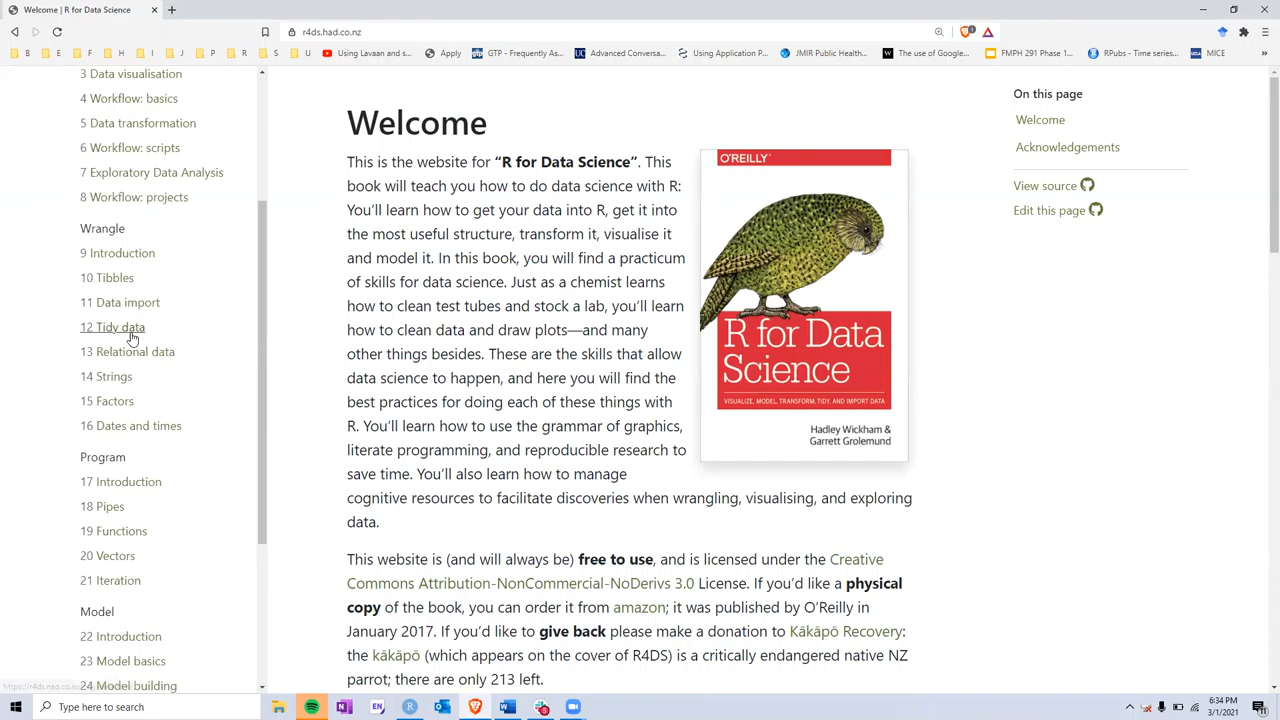 Welcome | R for Data Science
r4ds.had.co.nz
B E F H I J P R S U Using Lavaan and s... Apply GTP - Frequently As... Advanced Conversa... Using Application P... JMIR Public Health... The use of Google... FMPH 291 Phase 1... RPubs - Time series... MICE
3 Data visualisation
4 Workflow: basics
5 Data transformation
6 Workflow: scripts
7 Exploratory Data Analysis
8 Workflow: projects
Wrangle
9 Introduction
10 Tibbles
11 Data import
12 Tidy data
13 Relational data
14 Strings
15 Factors
16 Dates and times
Program
17 Introduction
18 Pipes
19 Functions
20 Vectors
21 Iteration
Model
22 Introduction
23 Model basics
24 Model building
Welcome
This is the website for “R for Data Science”. This
book will teach you how to do data science with R:
You’ll learn how to get your data into R, get it into
the most useful structure, transform it, visualise it
and model it. In this book, you will find a practicum
of skills for data science. Just as a chemist learns
how to clean test tubes and stock a lab, you’ll learn
how to clean data and draw plots—and many
other things besides. These are the skills that allow
data science to happen, and here you will find the
best practices for doing each of these things with
R. You’ll learn how to use the grammar of graphics,
literate programming, and reproducible research to
save time. You’ll also learn how to manage
cognitive resources to facilitate discoveries when wrangling, visualising, and exploring
data.
O'REILLY®
R for Data
Science
VISUALIZE, MODEL, TRANSFORM, TIDY, AND IMPORT DATA
Hadley Wickham &
Garrett Grolemund
This website is (and will always be) free to use, and is licensed under the Creative
Commons Attribution-NonCommercial-NoDerivs 3.0 License. If you’d like a physical
copy of the book, you can order it from amazon; it was published by O’Reilly in
January 2017. If you’d like to give back please make a donation to Kākāpō Recovery:
the kākāpō (which appears on the cover of R4DS) is a critically endangered native NZ
parrot; there are only 213 left.
On this page
Welcome
Acknowledgements
View source
Edit this page
Type here to search
6:34 PM
3/1/2021